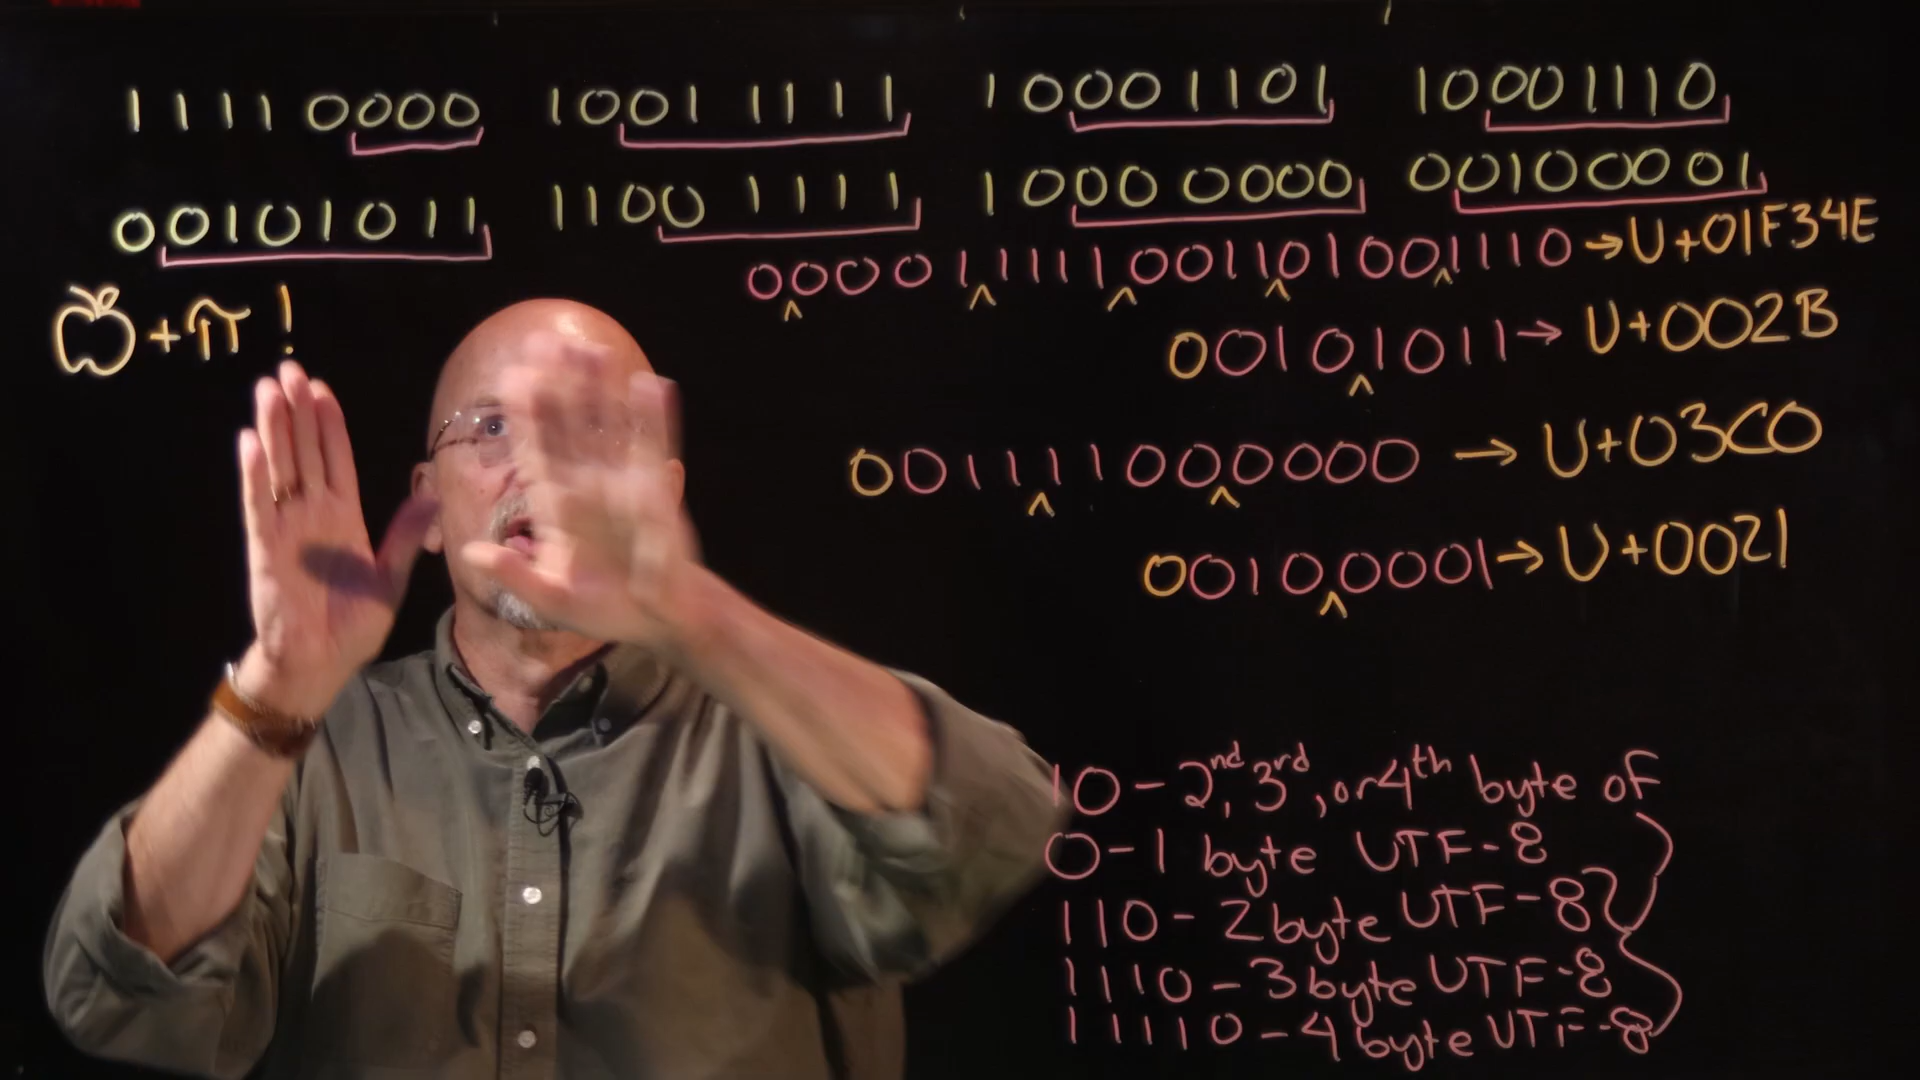 11110000 10011111 10001101 10001110
00101011 11001111 10000000 00100001
000011111001101001110 → U+01F34E
+ π !
00101011 → U+002B
001111000000 → U+03C0
00100001 → U+0021
10 - 2nd, 3rd, or 4th byte of
0 - 1 byte UTF-8
110 - 2 byte UTF-8
1110 - 3 byte UTF-8
11110 - 4 byte UTF-8